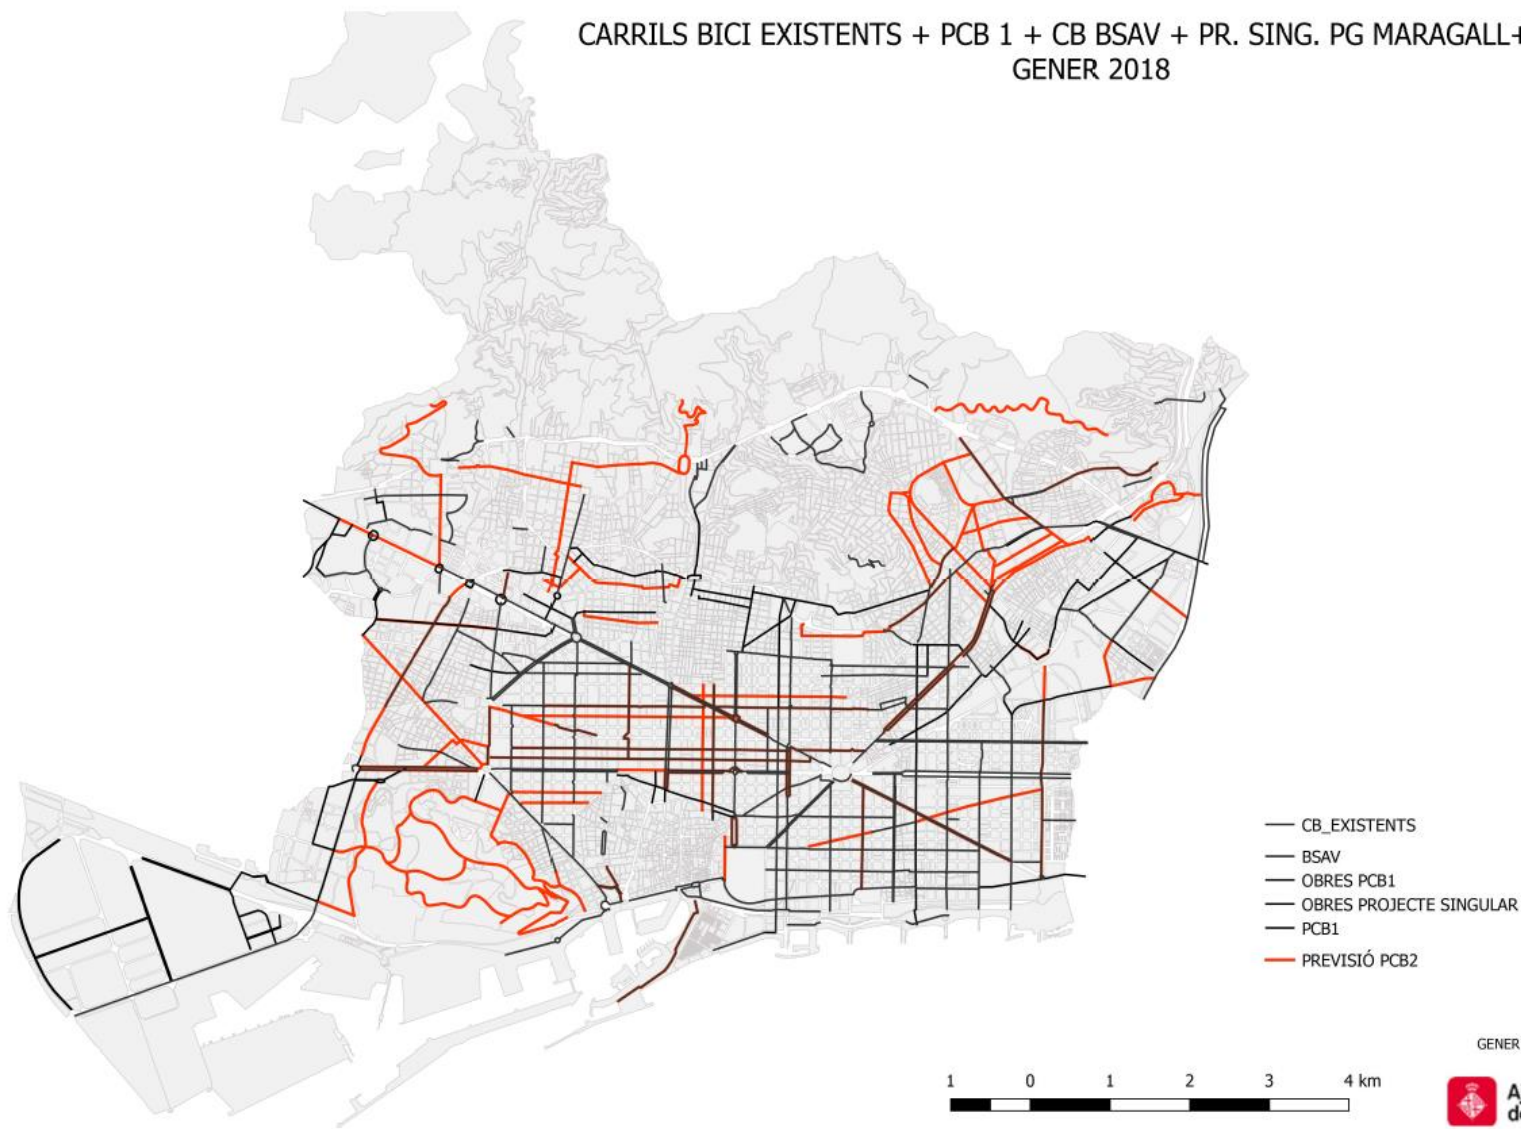 CARRILS BICI EXISTENTS + PCB 1 + CB BSAV + PR. SING. PG MARAGALL+
GENER 2018
CB_EXISTENTS
BSAV
OBRES PCB1
OBRES PROJECTE SINGULAR
PCB1
PREVISIÓ PCB2
GENER
1 0 1 2 3 4 km